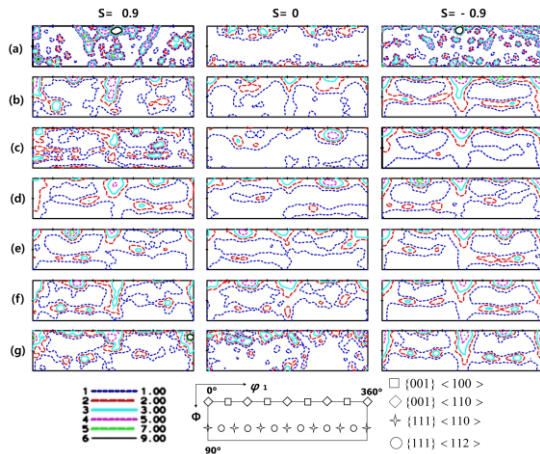 S= 0.9 S= 0 S= - 0.9
(a)
(b)
(c)
(d)
(e)
(f)
(g)
1 1.00
2 2.00
3 3.00
4 5.00
5 7.00
6 9.00
0° φ 1 360°
Φ
90°
{001} < 100 >
{001} < 110 >
{111} < 110 >
{111} < 112 >